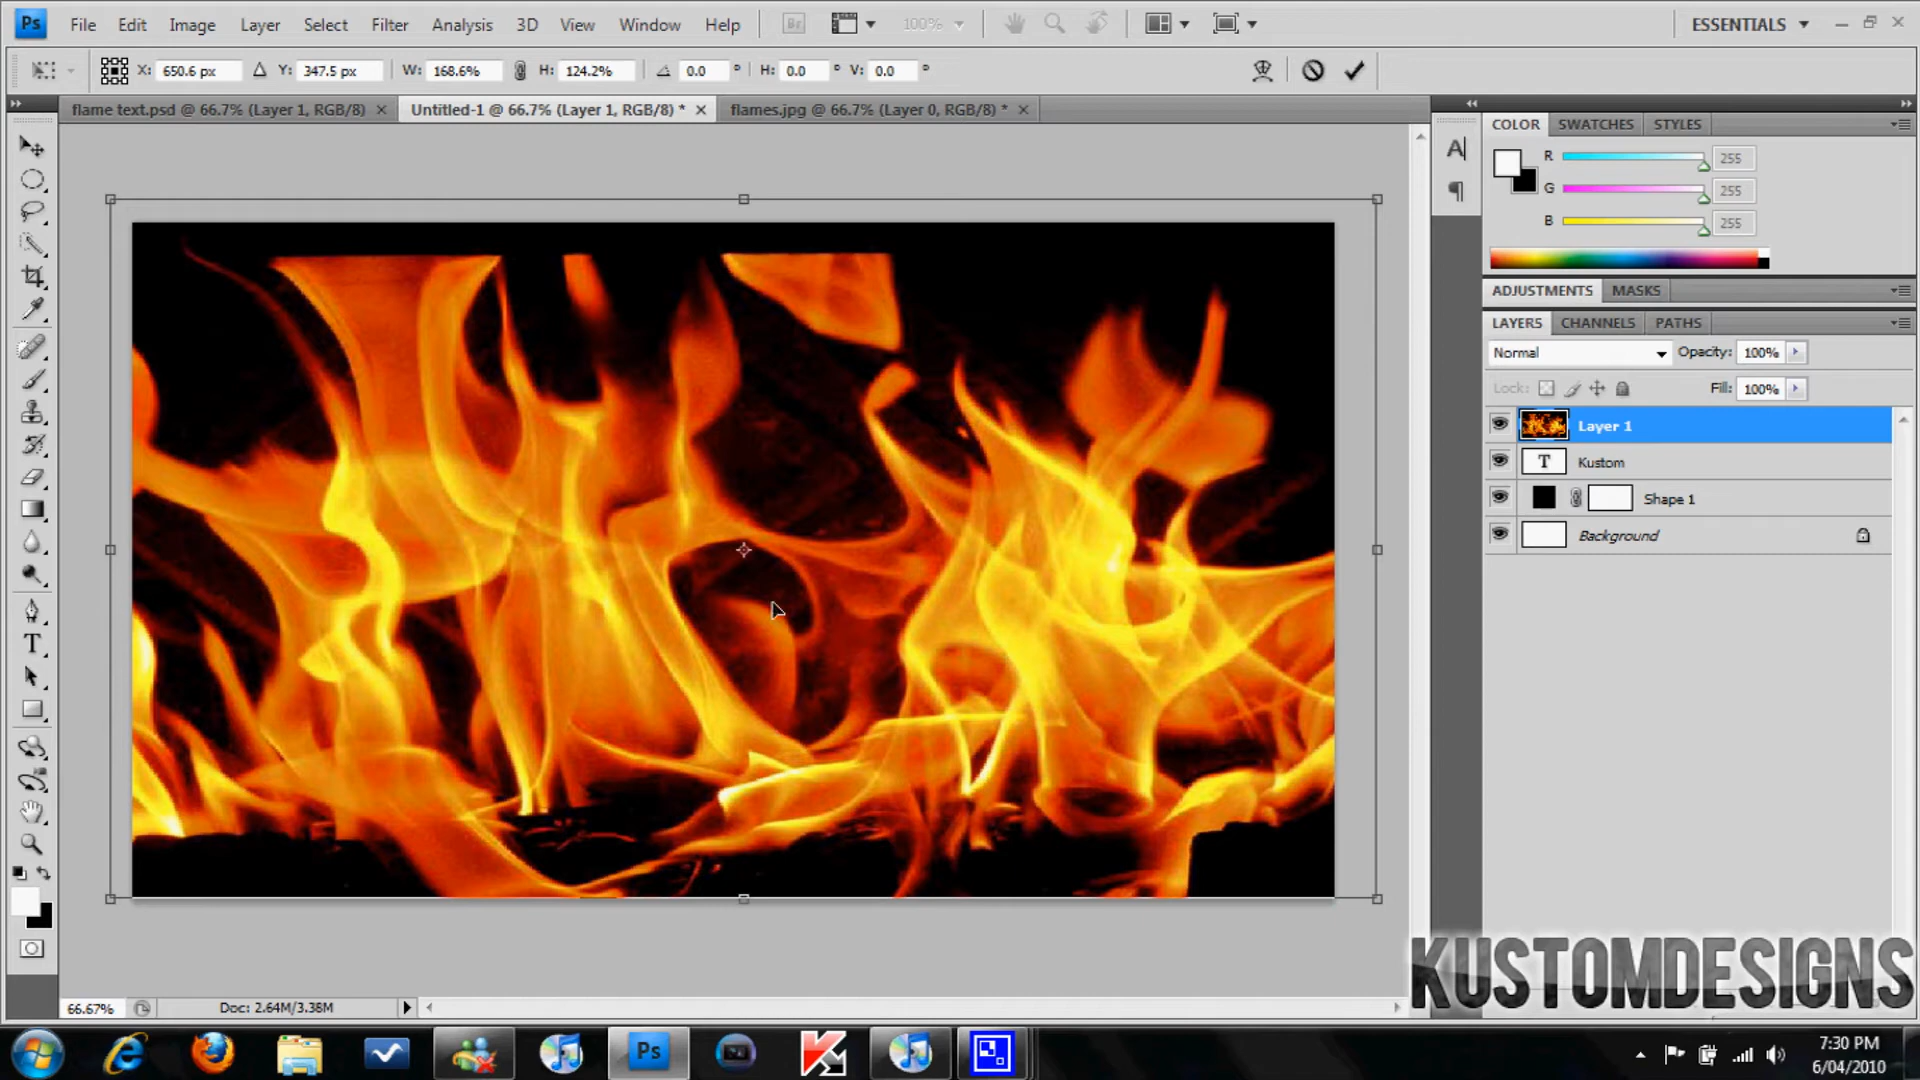 Ps File Edit Image Layer Select Filter Analysis 3D View Window Help Br 100% ESSENTIALS
X: 650.6 px Y: 347.5 px W: 168.6% H: 124.2% 0.0 ° H: 0.0 V: 0.0 °
flame text.psd @ 66.7% (Layer 1, RGB/8) × Untitled-1 @ 66.7% (Layer 1, RGB/8) * × flames.jpg @ 66.7% (Layer 0, RGB/8) * ×
COLOR SWATCHES STYLES
R 255
G 255
B 255
ADJUSTMENTS MASKS
LAYERS CHANNELS PATHS
Normal Opacity: 100%
Lock: Fill: 100%
Layer 1
T Kustom
Shape 1
Background
KUSTOMDESIGNS
66.67% Doc: 2.64M/3.38M
Ps
7:30 PM
6/04/2010